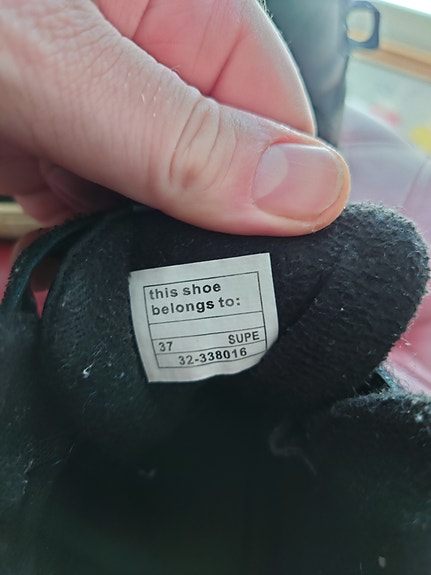 this shoe
belongs to:
37 SUPE
32-338016